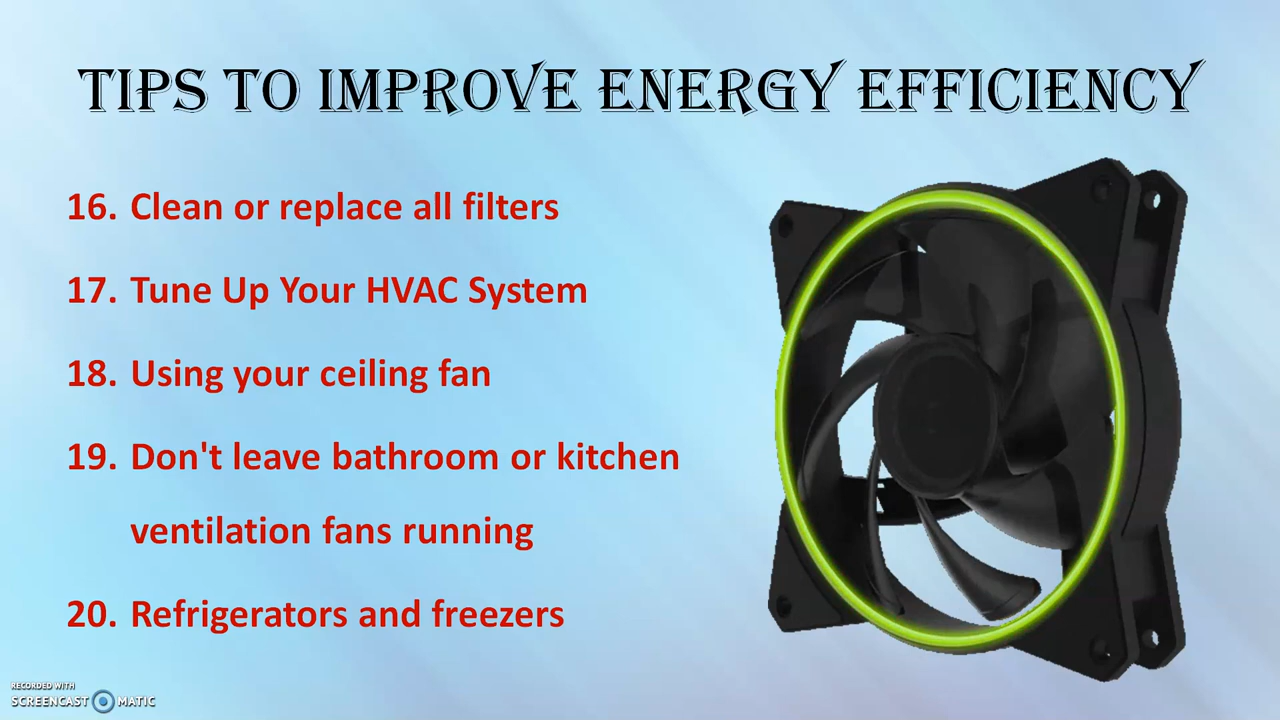 TIPS TO IMPROVE ENERGY EFFICIENCY
16. Clean or replace all filters
17. Tune Up Your HVAC System
18. Using your ceiling fan
19. Don't leave bathroom or kitchen
ventilation fans running
20. Refrigerators and freezers
RECORDED WITH
SCREENCAST MATIC